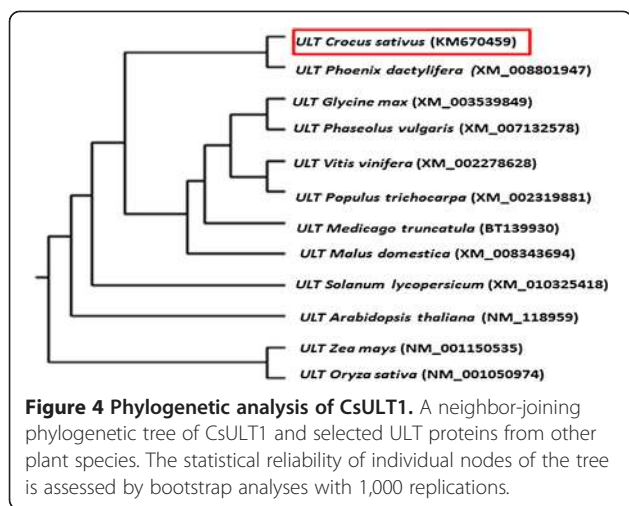 ULT Crocus sativus (KM670459)
ULT Phoenix dactylifera (XM_008801947)
ULT Glycine max (XM_003539849)
ULT Phaseolus vulgaris (XM_007132578)
ULT Vitis vinifera (XM_002278628)
ULT Populus trichocarpa (XM_002319881)
ULT Medicago truncatula (BT139930)
ULT Malus domestica (XM_008343694)
ULT Solanum lycopersicum (XM_010325418)
ULT Arabidopsis thaliana (NM_118959)
ULT Zea mays (NM_001150535)
ULT Oryza sativa (NM_001050974)
Figure 4 Phylogenetic analysis of CsULT1. A neighbor-joining
phylogenetic tree of CsULT1 and selected ULT proteins from other
plant species. The statistical reliability of individual nodes of the tree
is assessed by bootstrap analyses with 1,000 replications.